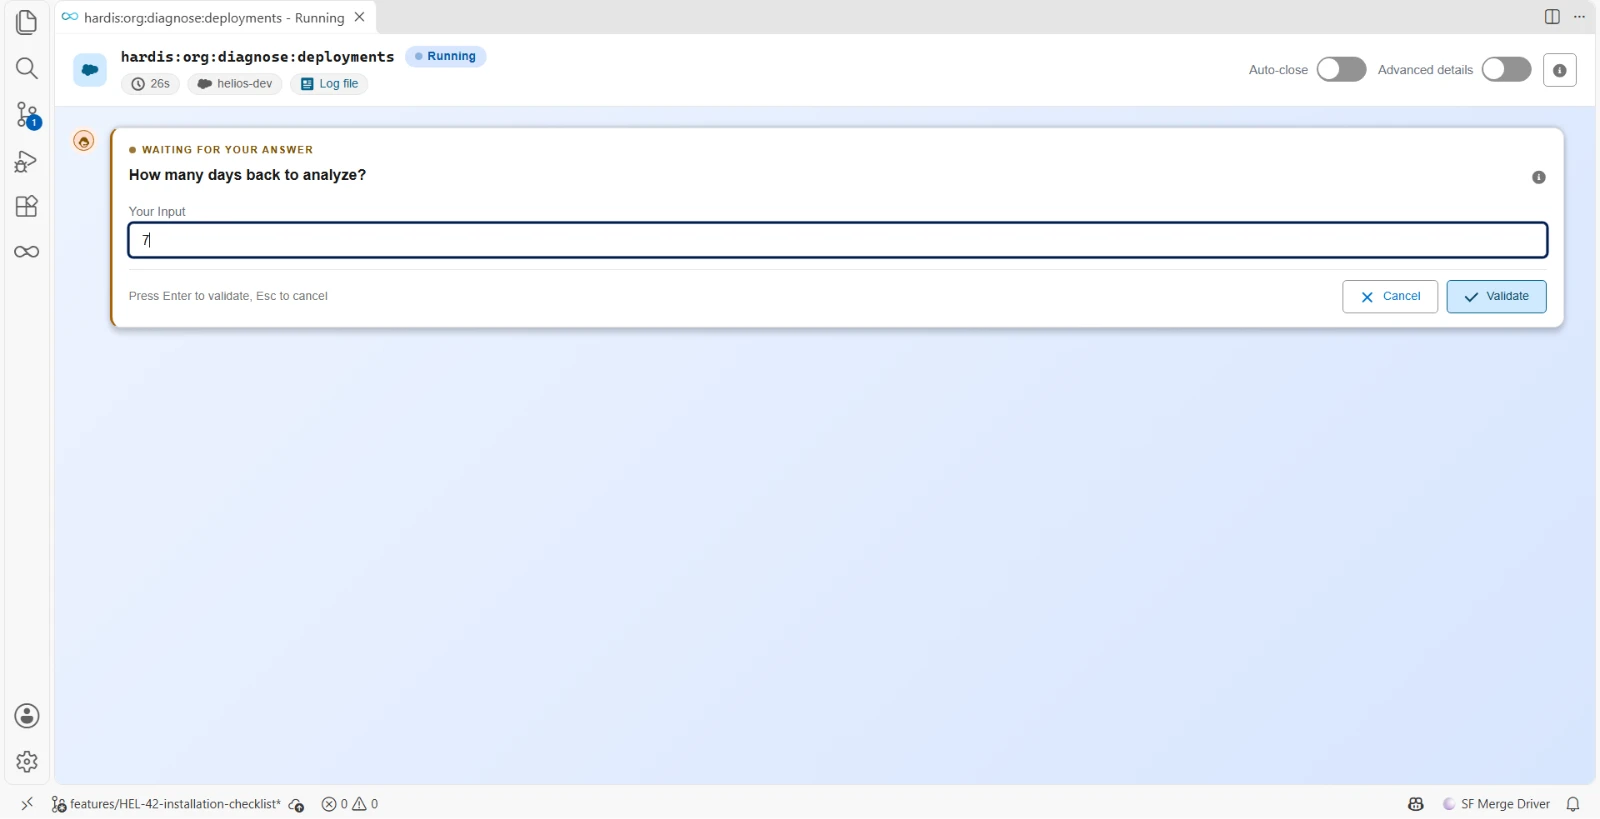 hardis:org:diagnose:deployments - Running
hardis:org:diagnose:deployments Running
26s helios-dev Log file
Auto-close Advanced details
1
WAITING FOR YOUR ANSWER
How many days back to analyze?
Your Input
7
Press Enter to validate, Esc to cancel
Cancel Validate
features/HEL-42-installation-checklist* 0 0
SF Merge Driver